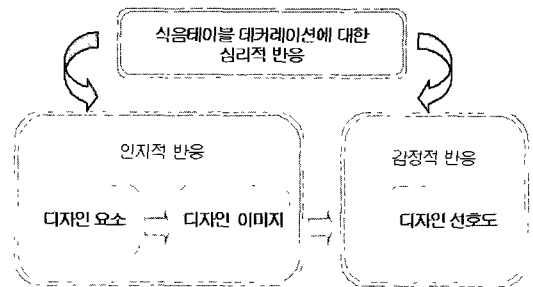 식음테이블 데커레이션에 대한
심리적 반응
인지적 반응
감정적 반응
디자인 요소
디자인 이미지
디자인 선호도